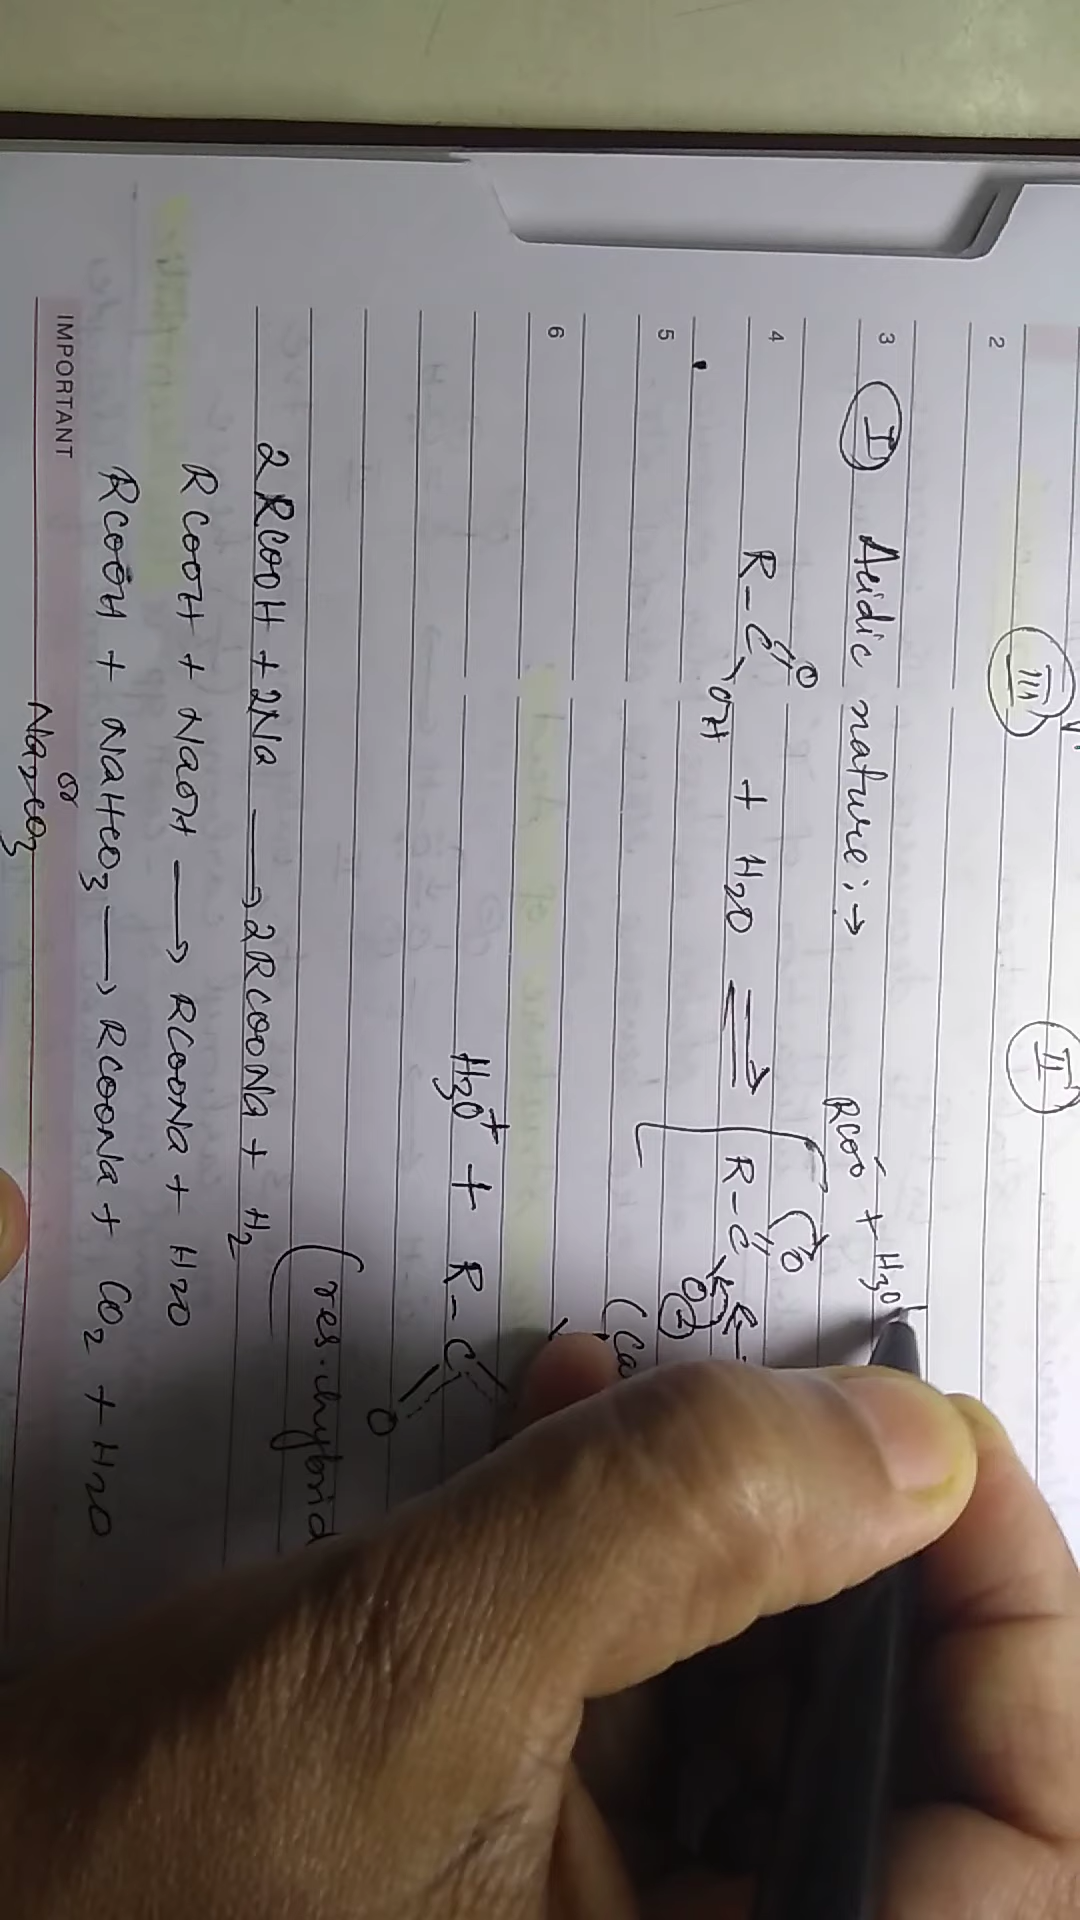 2
III
II
3
I Acidic nature :→
RCOO⁻ + H3O
4
R-C=O OH + H2O ⇌ R-C=O O⁻
5
(Ca
6
H3O+ + R-C O
(res. hybrid
2RCOOH + 2Na → 2RCOONa + H2
RCOOH + NaOH → RCOONa + H2O
RCOOH + NaHCO3 → RCOONa + CO2 + H2O
IMPORTANT
or
Na2CO3